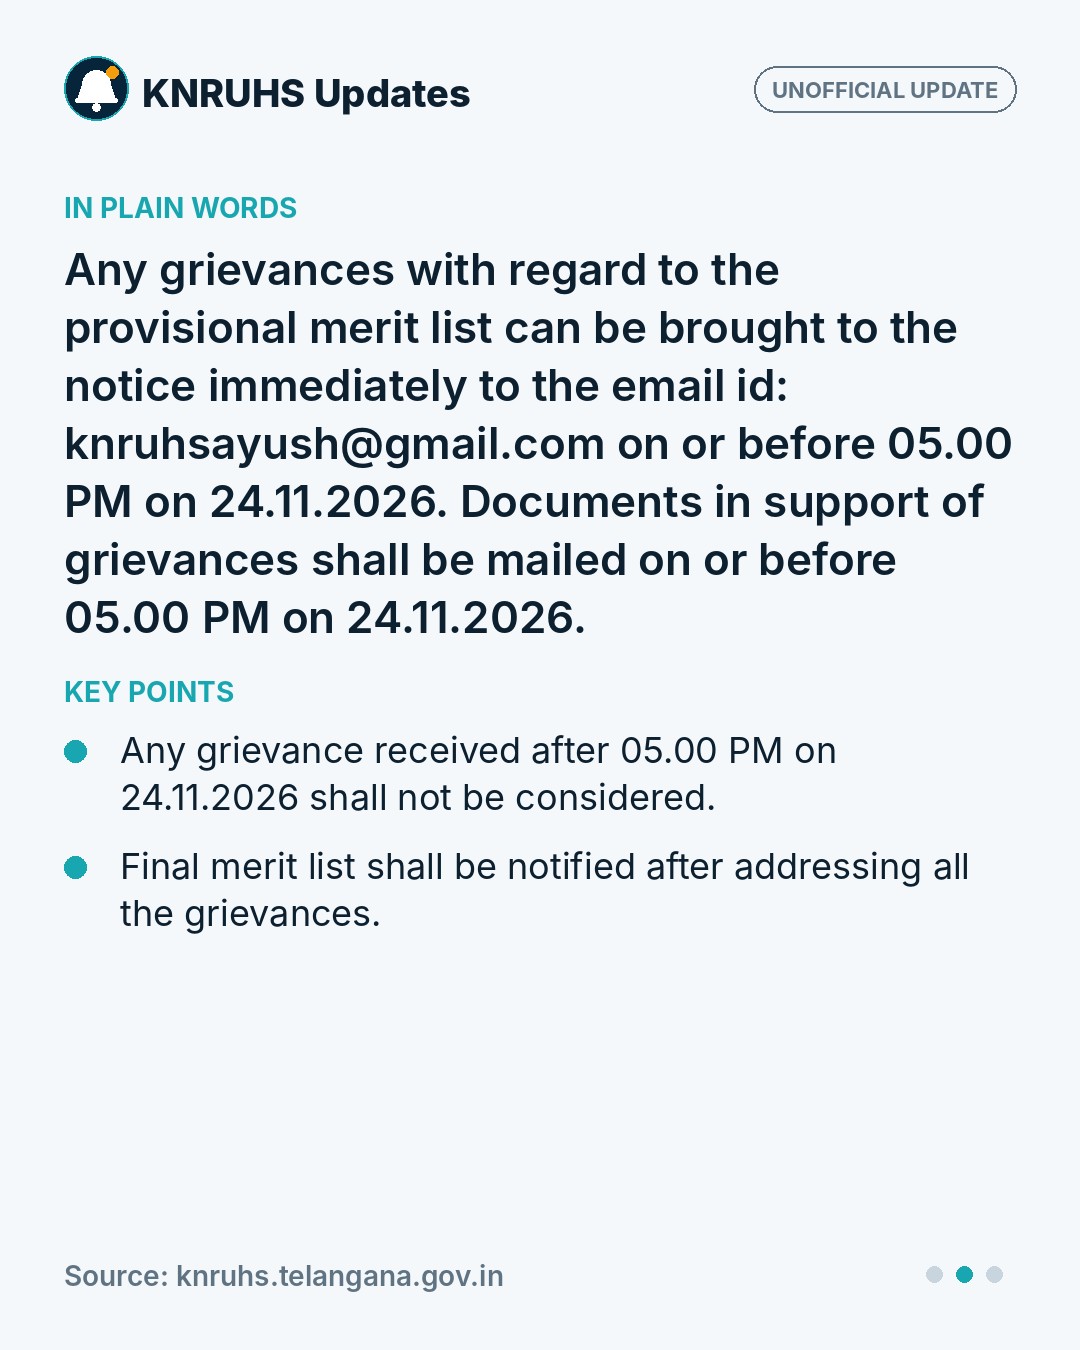 KNRUHS Updates
UNOFFICIAL UPDATE
IN PLAIN WORDS
Any grievances with regard to the
provisional merit list can be brought to the
notice immediately to the email id:
knruhsayush@gmail.com on or before 05.00
PM on 24.11.2026. Documents in support of
grievances shall be mailed on or before
05.00 PM on 24.11.2026.
KEY POINTS
Any grievance received after 05.00 PM on
24.11.2026 shall not be considered.
Final merit list shall be notified after addressing all
the grievances.
Source: knruhs.telangana.gov.in